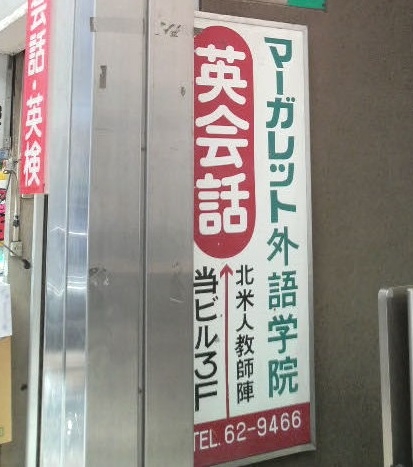 会話・英検
マーガレット外語学院
英会話
北米人教師陣
当ビル3F
TEL. 62-9466